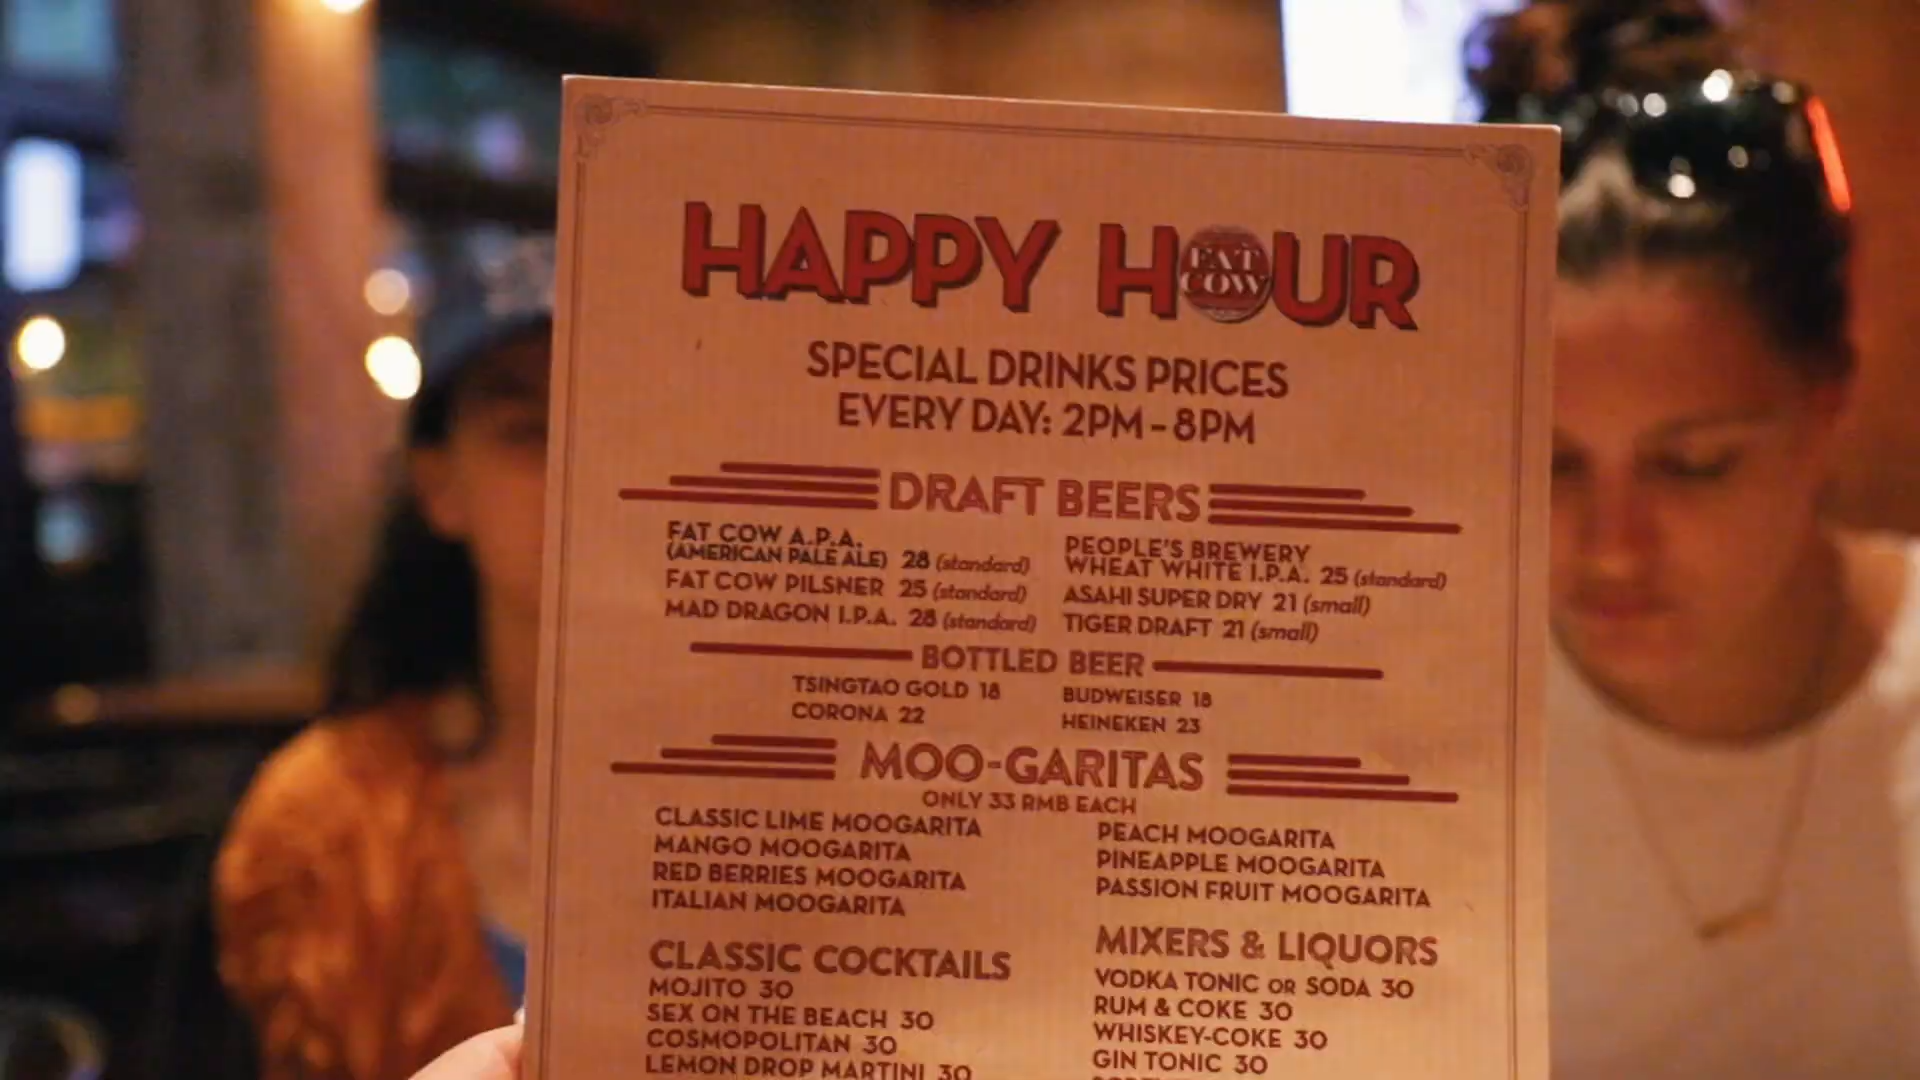 HAPPY HOUR
FAT COW
SPECIAL DRINKS PRICES
EVERY DAY: 2PM-8PM
DRAFT BEERS
FAT COW A.P.A.
(AMERICAN PALE ALE) 28 (standard)
FAT COW PILSNER 25 (standard)
MAD DRAGON I.P.A. 28 (standard)
PEOPLE'S BREWERY
WHEAT WHITE I.P.A. 25 (standard)
ASAHI SUPER DRY 21 (small)
TIGER DRAFT 21 (small)
BOTTLED BEER
TSINGTAO GOLD 18
CORONA 22
BUDWEISER 18
HEINEKEN 23
MOO-GARITAS
ONLY 33 RMB EACH
CLASSIC LIME MOOGARITA
MANGO MOOGARITA
RED BERRIES MOOGARITA
ITALIAN MOOGARITA
PEACH MOOGARITA
PINEAPPLE MOOGARITA
PASSION FRUIT MOOGARITA
CLASSIC COCKTAILS
MOJITO 30
SEX ON THE BEACH 30
COSMOPOLITAN 30
LEMON DROP MARTINI 30
MIXERS & LIQUORS
VODKA TONIC OR SODA 30
RUM & COKE 30
WHISKEY-COKE 30
GIN TONIC 30